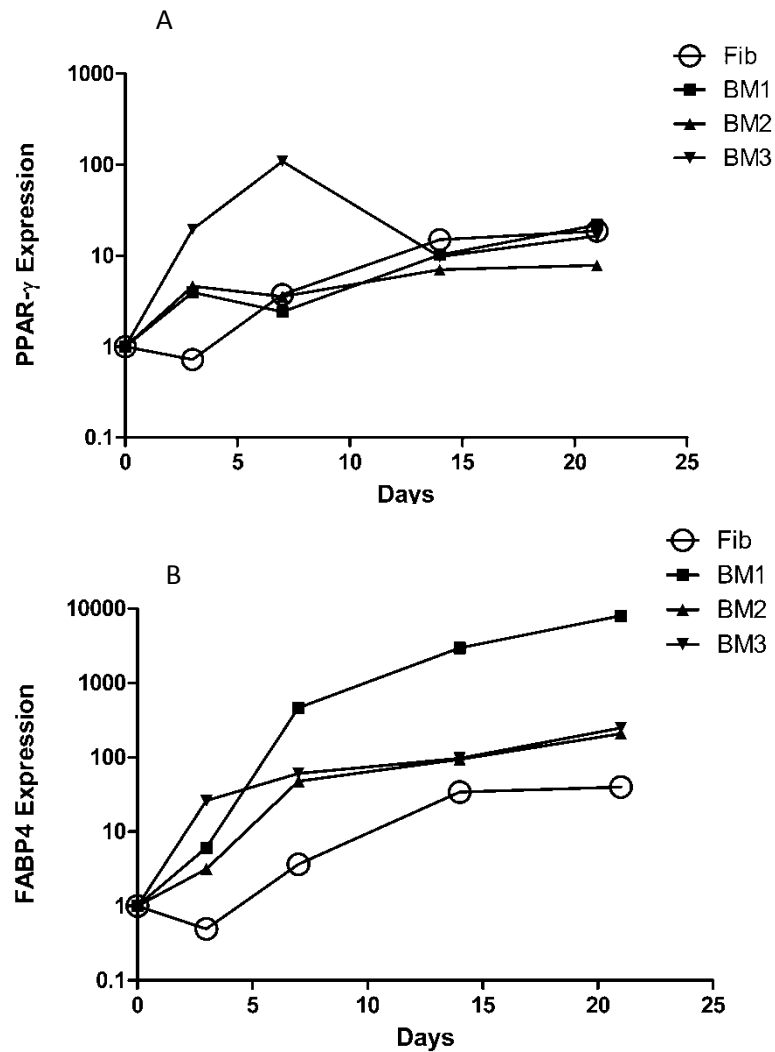 A
Fib
BM1
BM2
BM3
1000
100
10
1
0.1
PPAR-γ Expression
0 5 10 15 20 25
Days
B
Fib
BM1
BM2
BM3
10000
1000
100
10
1
0.1
FABP4 Expression
0 5 10 15 20 25
Days